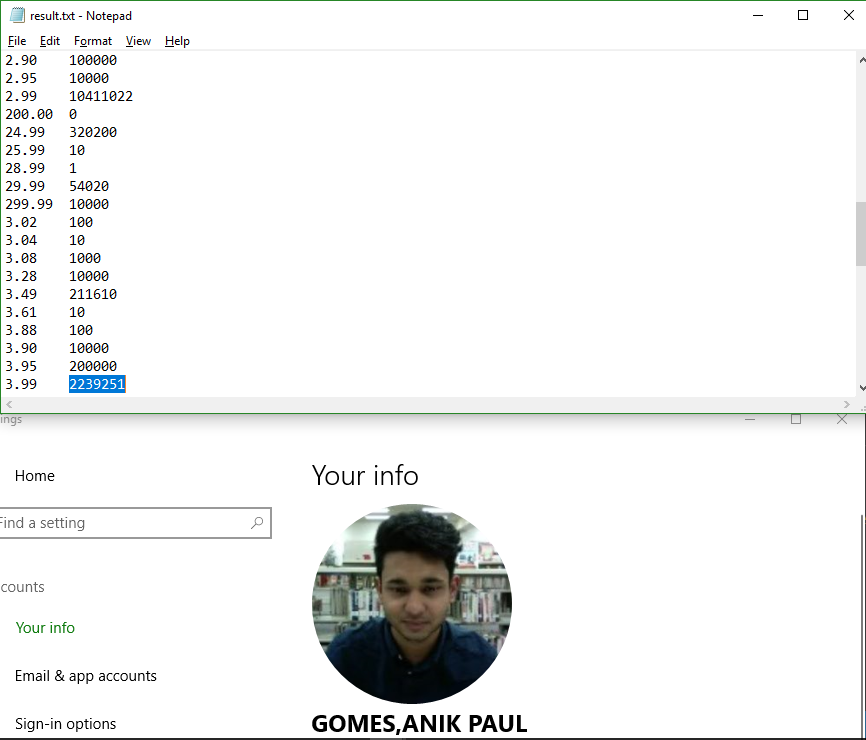 result.txt - Notepad
File Edit Format View Help
2.90 100000
2.95 10000
2.99 10411022
200.00 0
24.99 320200
25.99 10
28.99 1
29.99 54020
299.99 10000
3.02 100
3.04 10
3.08 1000
3.28 10000
3.49 211610
3.61 10
3.88 100
3.90 10000
3.95 200000
3.99 2239251
ings
Home
Find a setting
counts
Your info
Email & app accounts
Sign-in options
Your info
GOMES,ANIK PAUL